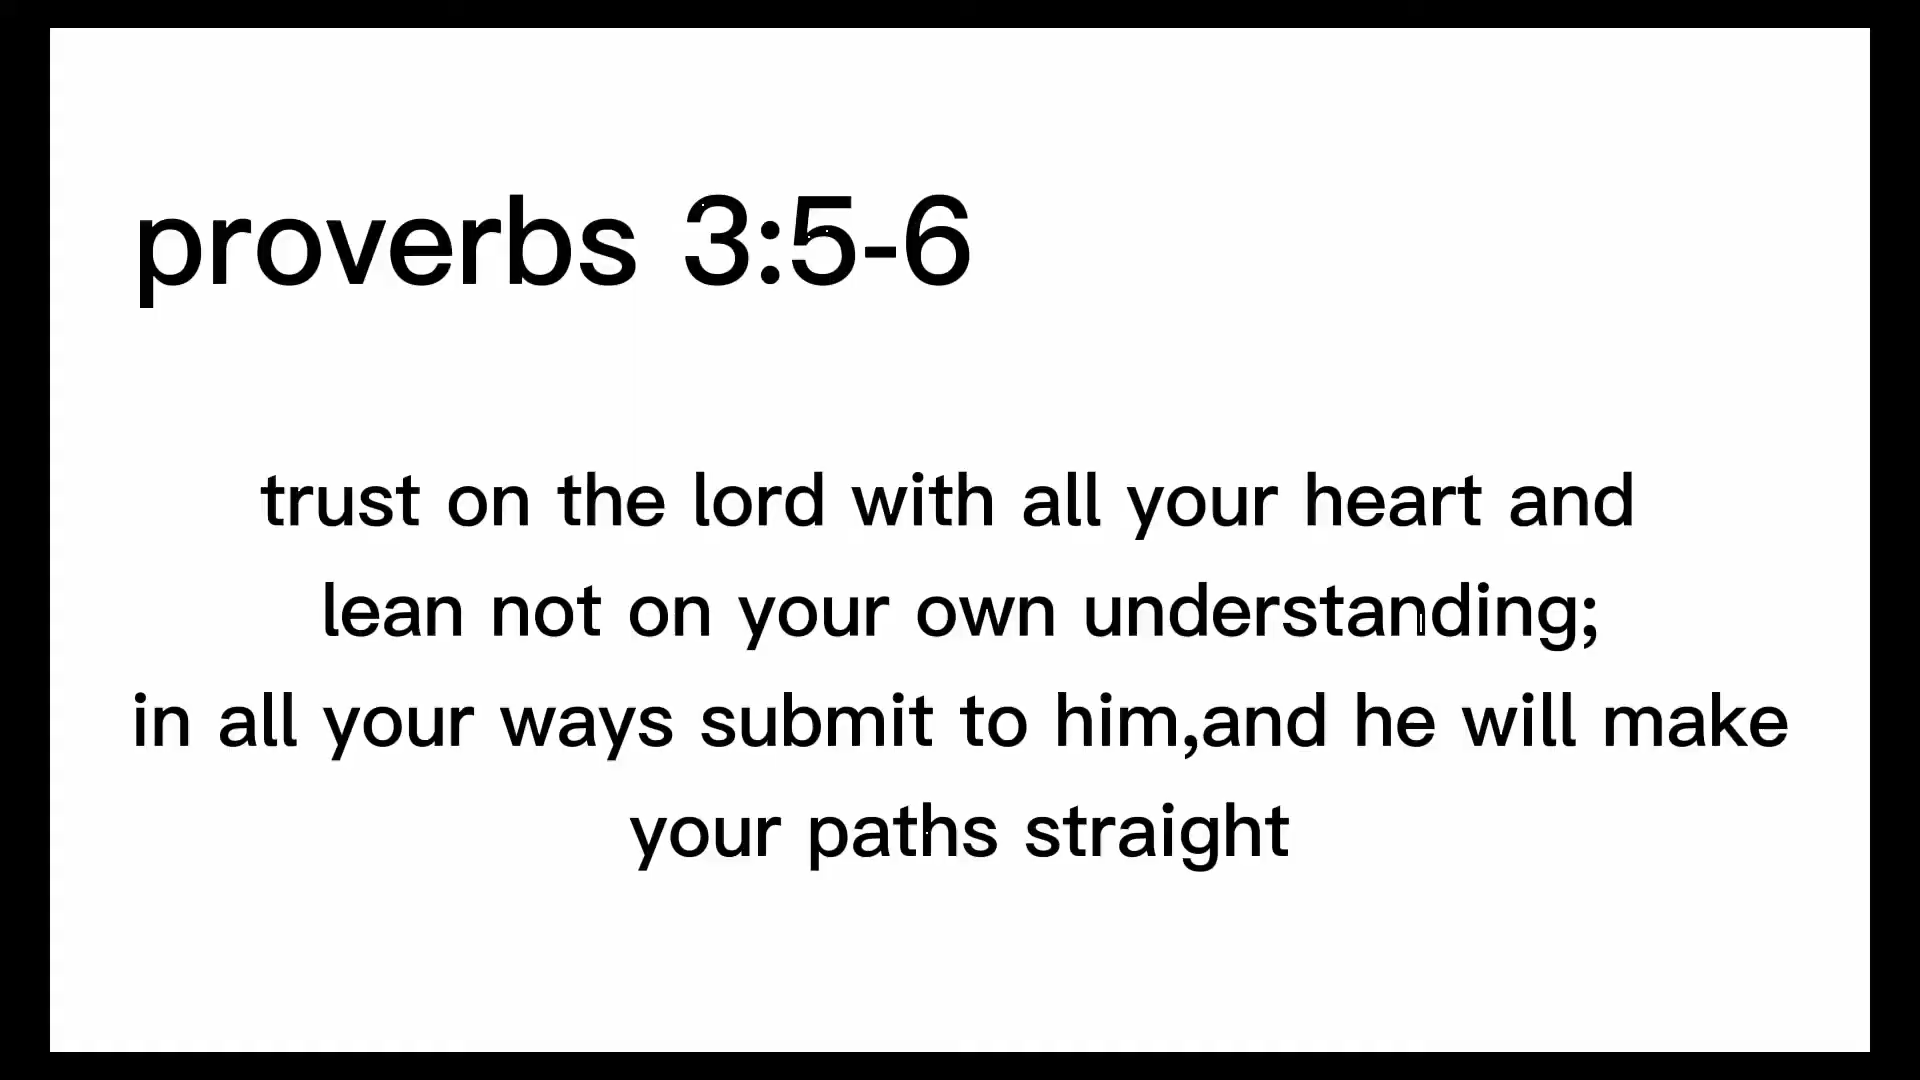 proverbs 3:5-6
trust on the lord with all your heart and
lean not on your own understanding;
in all your ways submit to him,and he will make
your paths straight